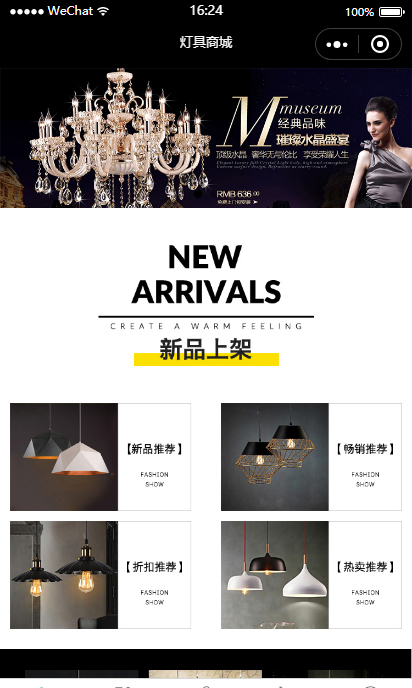 WeChat
16:24
100%
灯具商城
M museum
经典品味
璀璨水晶盛宴
顶级水晶 奢华无与伦比 享受荣耀人生
RMB 636.00
NEW
ARRIVALS
CREATE A WARM FEELING
新品上架
【新品推荐】
FASHION
SHOW
【畅销推荐】
FASHION
SHOW
【折扣推荐】
FASHION
SHOW
【热卖推荐】
FASHION
SHOW